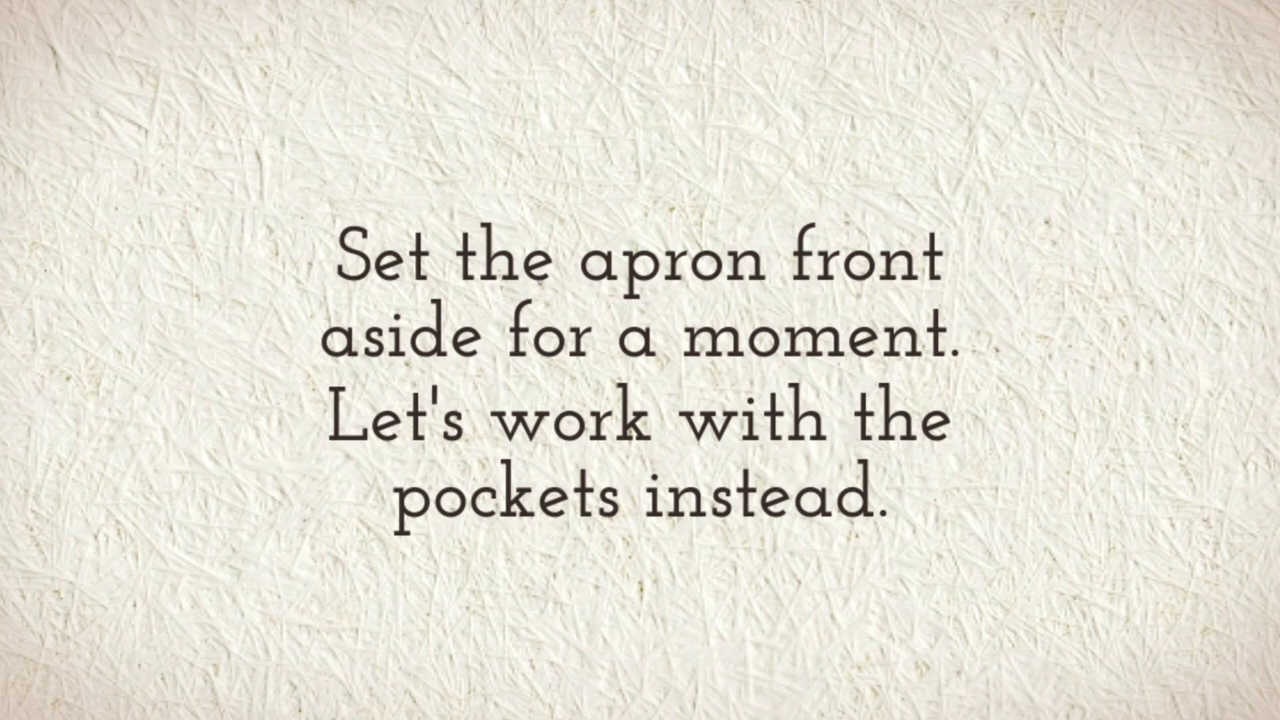 Set the apron front
aside for a moment.
Let's work with the
pockets instead.